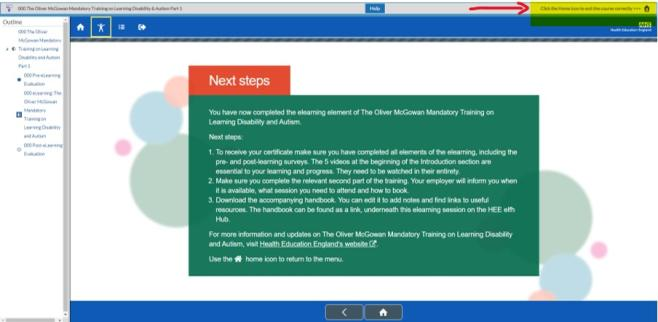 000 The Oliver McGowan Mandatory Training on Learning Disability & Autism Part 1
Help
Click the Home icon to exit the course correctly >>>
Outline
000 The Oliver
McGowan Mandatory
Training on Learning
Disability and Autism
Part 1
000 Pre-eLearning
Evaluation
000 eLearning: The
Oliver McGowan
Mandatory
Training on
Learning Disability
and Autism
000 Post-eLearning
Evaluation
NHS
Health Education England
Next steps
You have now completed the elearning element of The Oliver McGowan Mandatory Training on
Learning Disability and Autism.
Next steps:
1. To receive your certificate make sure you have completed all elements of the elearning, including the
pre- and post-learning surveys. The 5 videos at the beginning of the Introduction section are
essential to your learning and progress. They need to be watched in their entirety.
2. Make sure you complete the relevant second part of the training. Your employer will inform you when
it is available, what session you need to attend and how to book.
3. Download the accompanying handbook. You can edit it to add notes and find links to useful
resources. The handbook can be found as a link, underneath this elearning session on the HEE elfh
Hub.
For more information and updates on The Oliver McGowan Mandatory Training on Learning Disability
and Autism, visit Health Education England's website.
Use the home icon to return to the menu.